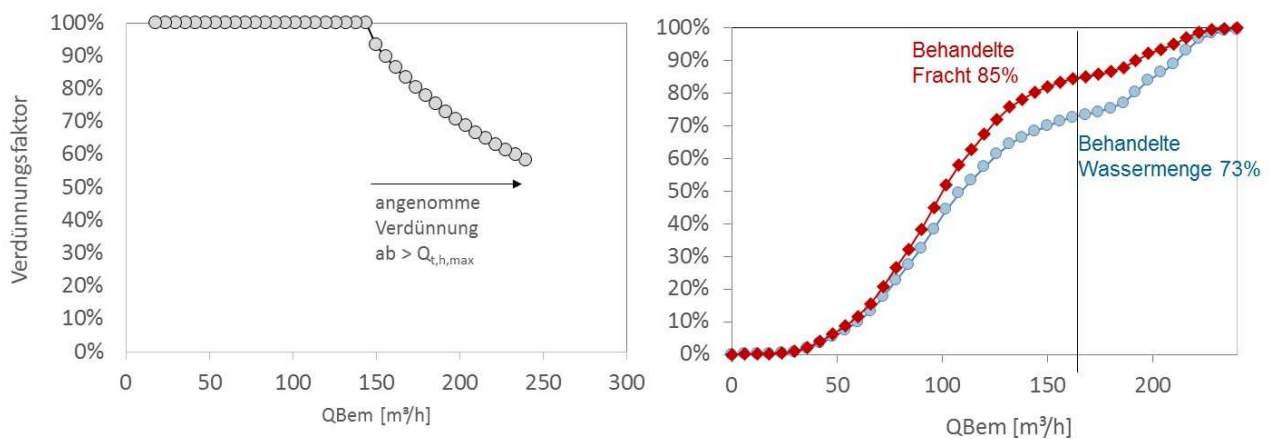 100%
90%
80%
70%
60%
50%
40%
30%
20%
10%
0%
Verdünnungsfaktor
angenomme
Verdünnung
ab > Qt,h,max
0 50 100 150 200 250 300
QBem [m³/h]
100%
90%
80%
70%
60%
50%
40%
30%
20%
10%
0%
Behandelte
Fracht 85%
Behandelte
Wassermenge 73%
0 50 100 150 200
QBem [m³/h]